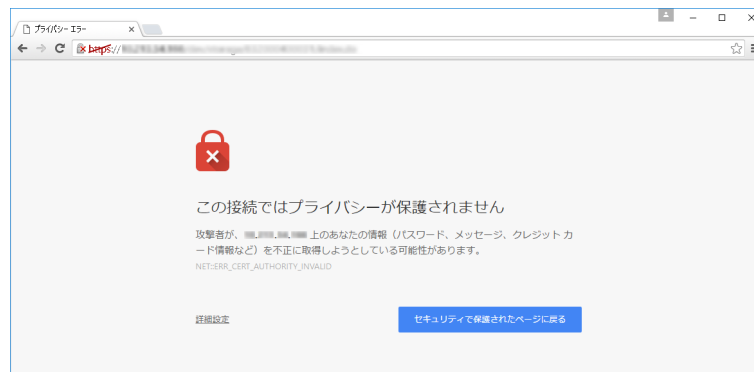 プライバシー エラー
https://
この接続ではプライバシーが保護されません
攻撃者が、 上のあなたの情報（パスワード、メッセージ、クレジット カ
ード情報など）を不正に取得しようとしている可能性があります。
NET::ERR_CERT_AUTHORITY_INVALID
詳細設定
セキュリティで保護されたページに戻る